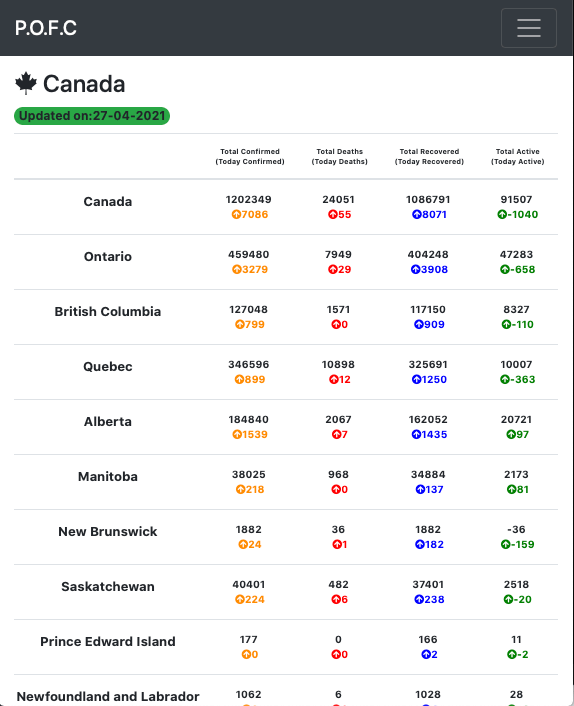 P.O.F.C
Canada
Updated on:27-04-2021
Total Confirmed (Today Confirmed) Total Deaths (Today Deaths) Total Recovered (Today Recovered) Total Active (Today Active)
Canada 1202349 24051 1086791 91507
7086 55 8071 -1040
Ontario 459480 7949 404248 47283
3279 29 3908 -658
British Columbia 127048 1571 117150 8327
799 0 909 -110
Quebec 346596 10898 325691 10007
899 12 1250 -363
Alberta 184840 2067 162052 20721
1539 7 1435 97
Manitoba 38025 968 34884 2173
218 0 137 81
New Brunswick 1882 36 1882 -36
24 1 182 -159
Saskatchewan 40401 482 37401 2518
224 6 238 -20
Prince Edward Island 177 0 166 11
0 0 2 -2
Newfoundland and Labrador 1062 6 1028 28